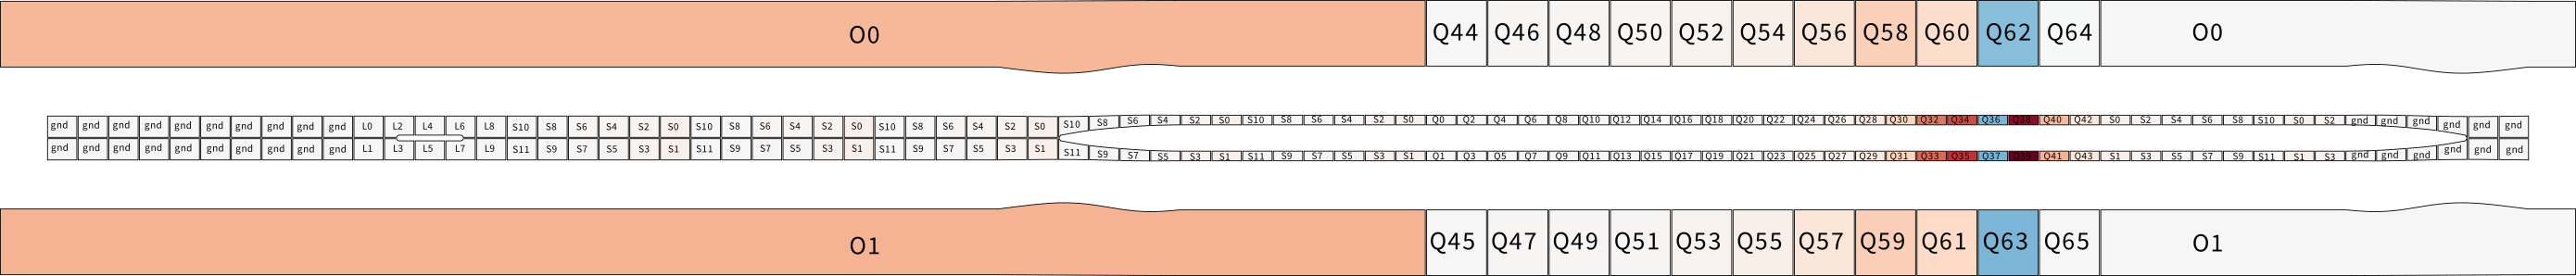 O0 Q44 Q46 Q48 Q50 Q52 Q54 Q56 Q58 Q60 Q62 Q64 O0
gnd gnd gnd gnd gnd gnd gnd gnd gnd gnd L0 L2 L4 L6 L8 S10 S8 S6 S4 S2 S0 S10 S8 S6 S4 S2 S0 S10 S8 S6 S4 S2 S0 S10 S8 S6 S4 S2 S0 S10 S8 S6 S4 S2 S0 Q0 Q2 Q4 Q6 Q8 Q10 Q12 Q14 Q16 Q18 Q20 Q22 Q24 Q26 Q28 Q30 Q32 Q34 Q36 Q38 Q40 Q42 S0 S2 S4 S6 S8 S10 S0 S2 gnd gnd gnd gnd gnd gnd
gnd gnd gnd gnd gnd gnd gnd gnd gnd gnd L1 L3 L5 L7 L9 S11 S9 S7 S5 S3 S1 S11 S9 S7 S5 S3 S1 S11 S9 S7 S5 S3 S1 S11 S9 S7 S5 S3 S1 S11 S9 S7 S5 S3 S1 Q1 Q3 Q5 Q7 Q9 Q11 Q13 Q15 Q17 Q19 Q21 Q23 Q25 Q27 Q29 Q31 Q33 Q35 Q37 Q39 Q41 Q43 S1 S3 S5 S7 S9 S11 S1 S3 gnd gnd gnd gnd gnd gnd
O1 Q45 Q47 Q49 Q51 Q53 Q55 Q57 Q59 Q61 Q63 Q65 O1